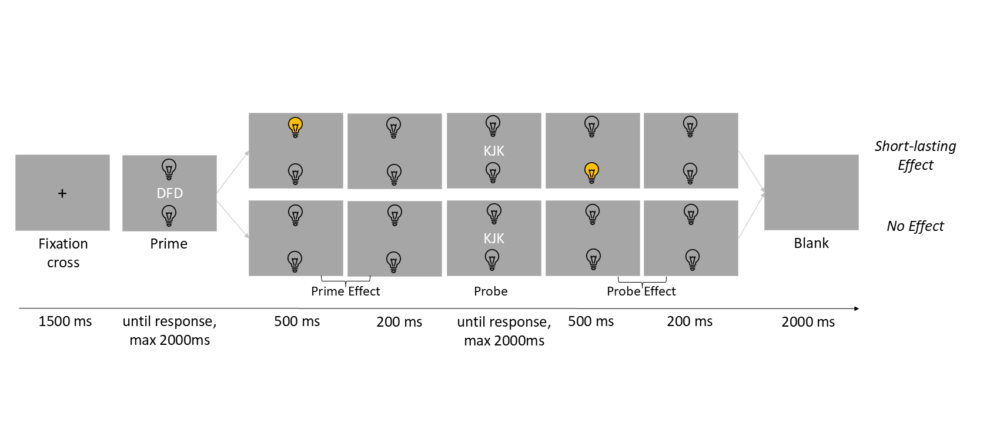 +
DFD
KJK
KJK
Short-lasting
Effect
No Effect
Fixation
cross
Prime
Blank
Prime Effect
Probe
Probe Effect
1500 ms
until response,
max 2000ms
500 ms
200 ms
until response,
max 2000ms
500 ms
200 ms
2000 ms